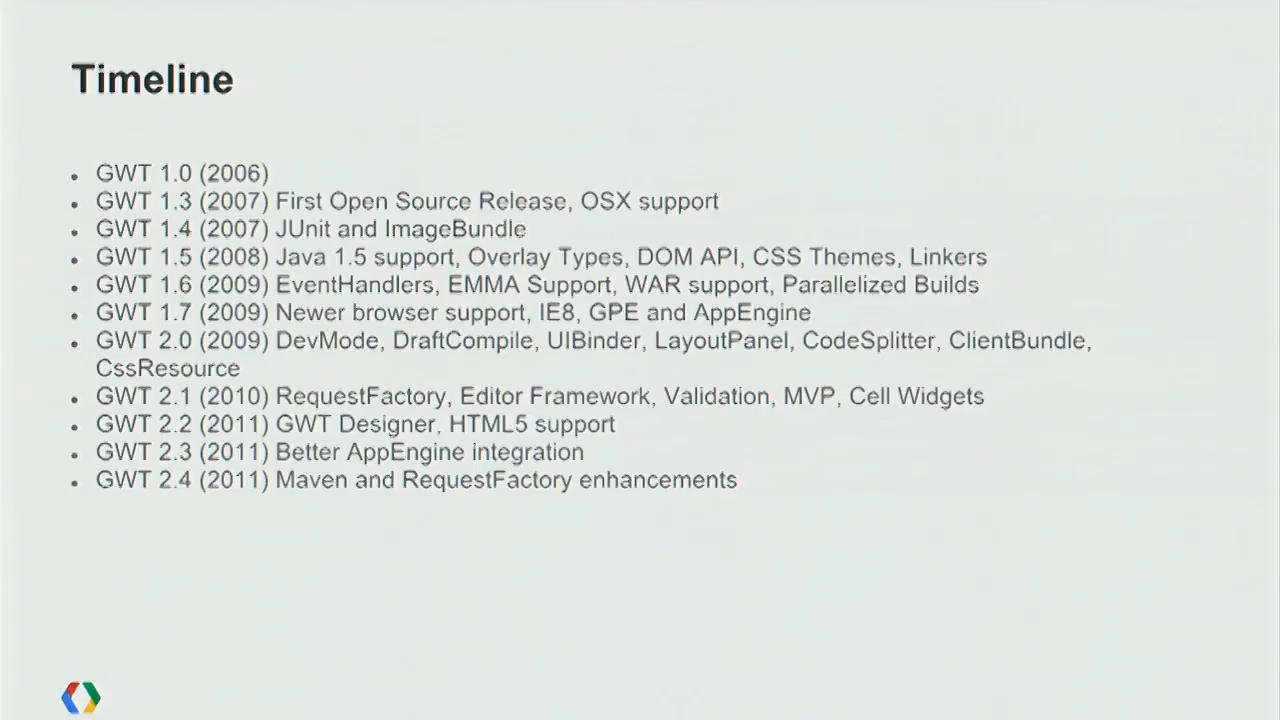 Timeline
• GWT 1.0 (2006)
• GWT 1.3 (2007) First Open Source Release, OSX support
• GWT 1.4 (2007) JUnit and ImageBundle
• GWT 1.5 (2008) Java 1.5 support, Overlay Types, DOM API, CSS Themes, Linkers
• GWT 1.6 (2009) EventHandlers, EMMA Support, WAR support, Parallelized Builds
• GWT 1.7 (2009) Newer browser support, IE8, GPE and AppEngine
• GWT 2.0 (2009) DevMode, DraftCompile, UIBinder, LayoutPanel, CodeSplitter, ClientBundle,
CssResource
• GWT 2.1 (2010) RequestFactory, Editor Framework, Validation, MVP, Cell Widgets
• GWT 2.2 (2011) GWT Designer, HTML5 support
• GWT 2.3 (2011) Better AppEngine integration
• GWT 2.4 (2011) Maven and RequestFactory enhancements